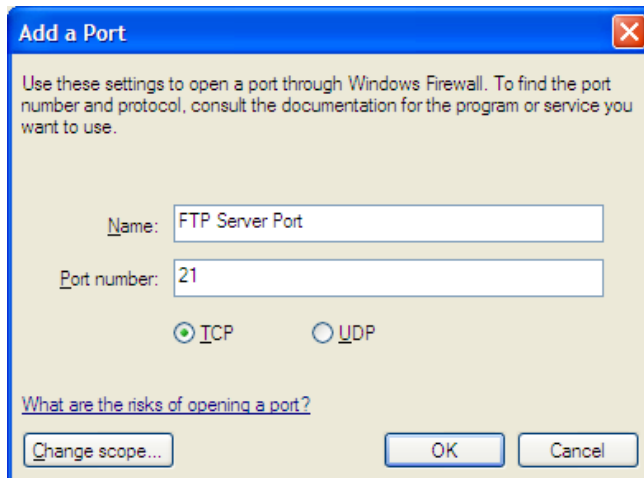 Add a Port
Use these settings to open a port through Windows Firewall. To find the port
number and protocol, consult the documentation for the program or service you
want to use.
Name: FTP Server Port
Port number: 21
TCP UDP
What are the risks of opening a port?
Change scope... OK Cancel